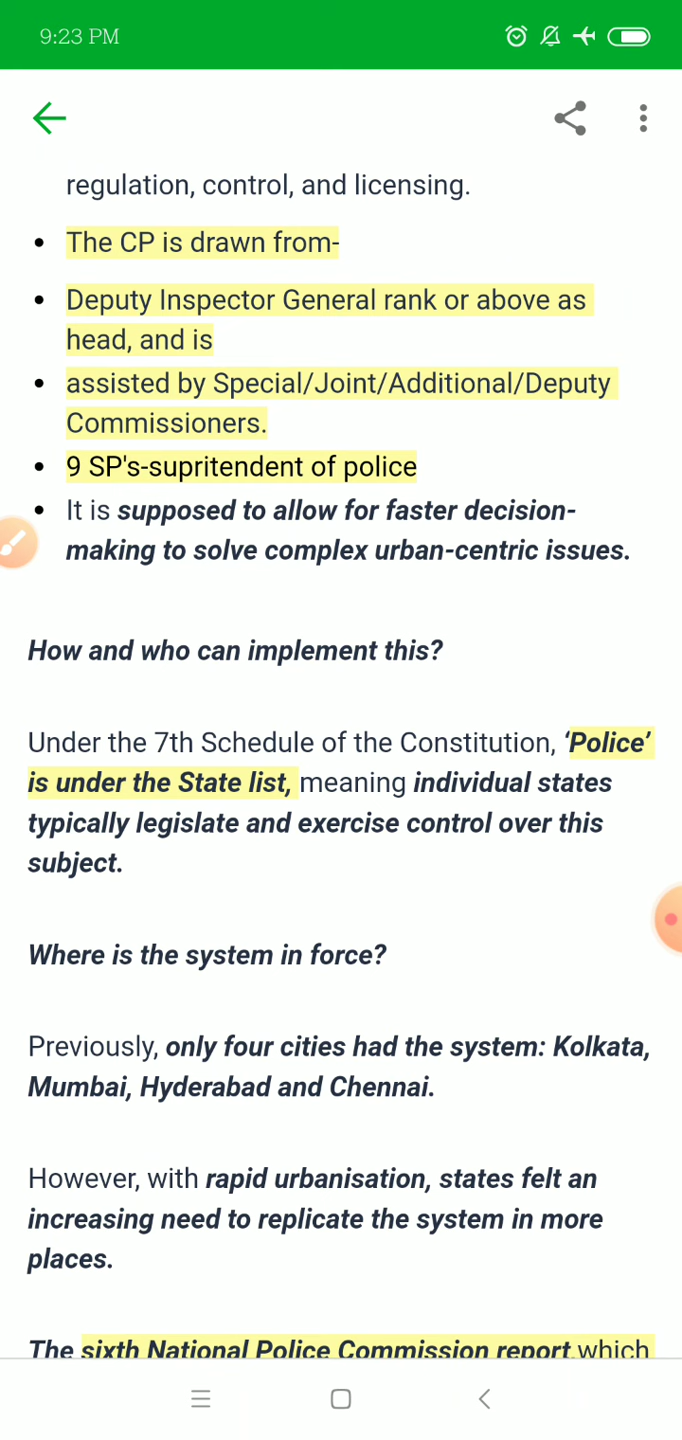 9:23 PM
regulation, control, and licensing.
• The CP is drawn from-
• Deputy Inspector General rank or above as
head, and is
• assisted by Special/Joint/Additional/Deputy
Commissioners.
• 9 SP's-supritendent of police
• It is supposed to allow for faster decision-
making to solve complex urban-centric issues.
How and who can implement this?
Under the 7th Schedule of the Constitution, ‘Police’
is under the State list, meaning individual states
typically legislate and exercise control over this
subject.
Where is the system in force?
Previously, only four cities had the system: Kolkata,
Mumbai, Hyderabad and Chennai.
However, with rapid urbanisation, states felt an
increasing need to replicate the system in more
places.
The sixth National Police Commission report which